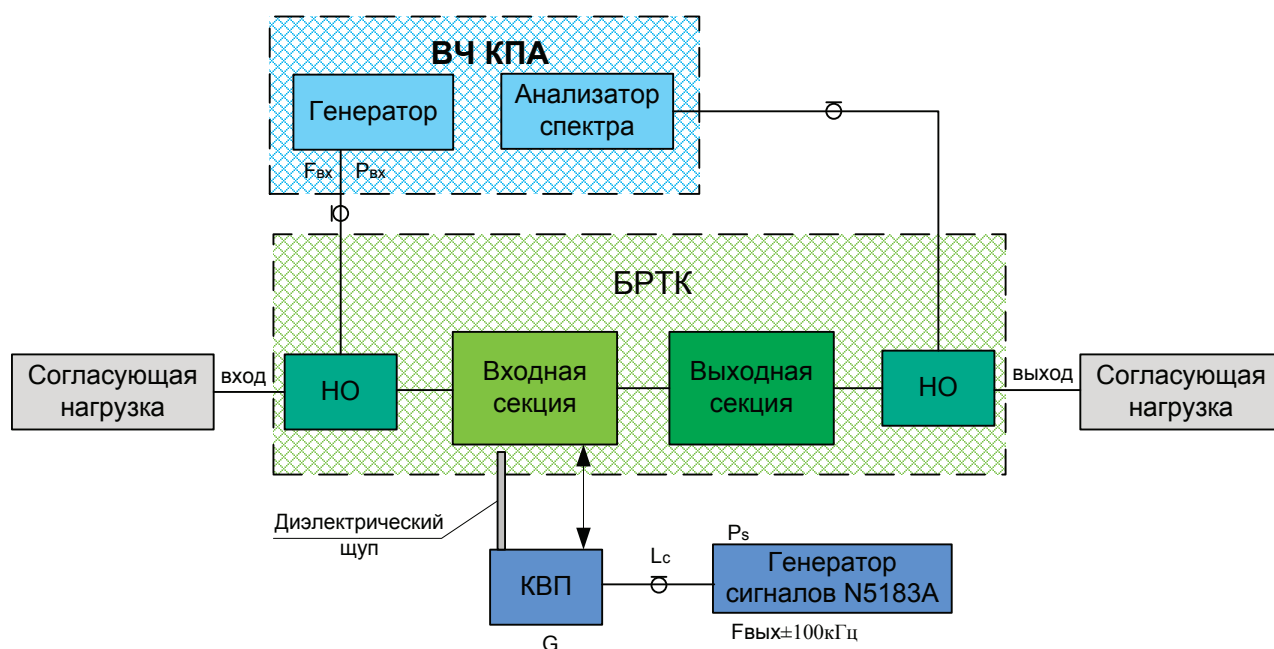 ВЧ КПА
Генератор
Анализатор
спектра
Fвх Pвх
БРТК
Согласующая
нагрузка
вход
НО
Входная
секция
Выходная
секция
НО
выход
Согласующая
нагрузка
Диэлектрический
щуп
КВП
G
Lc
Ps
Генератор
сигналов N5183A
Fвых±100кГц